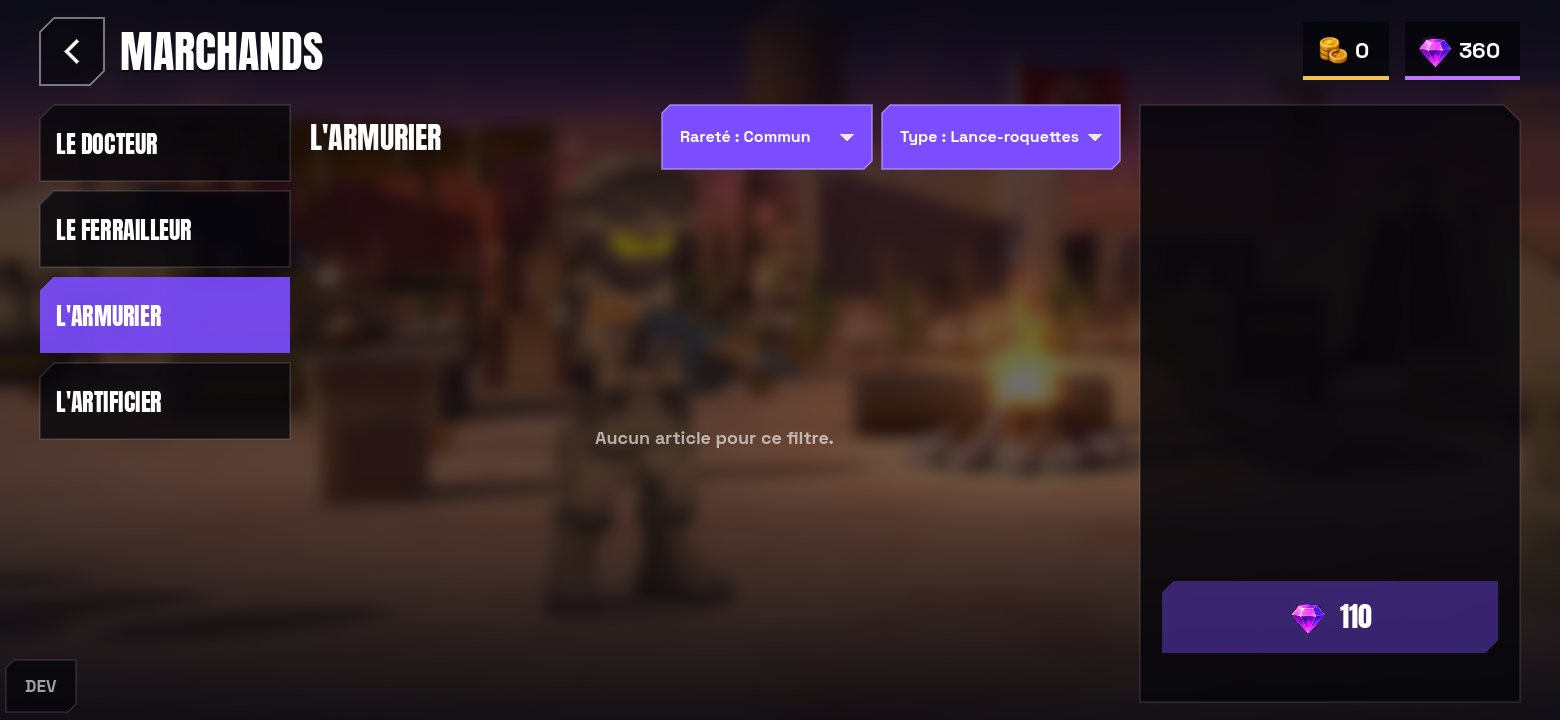 MARCHANDS
0
360
LE DOCTEUR
LE FERRAILLEUR
L'ARMURIER
L'ARTIFICIER
L'ARMURIER
Rareté : Commun
Type : Lance-roquettes
Aucun article pour ce filtre.
110
DEV